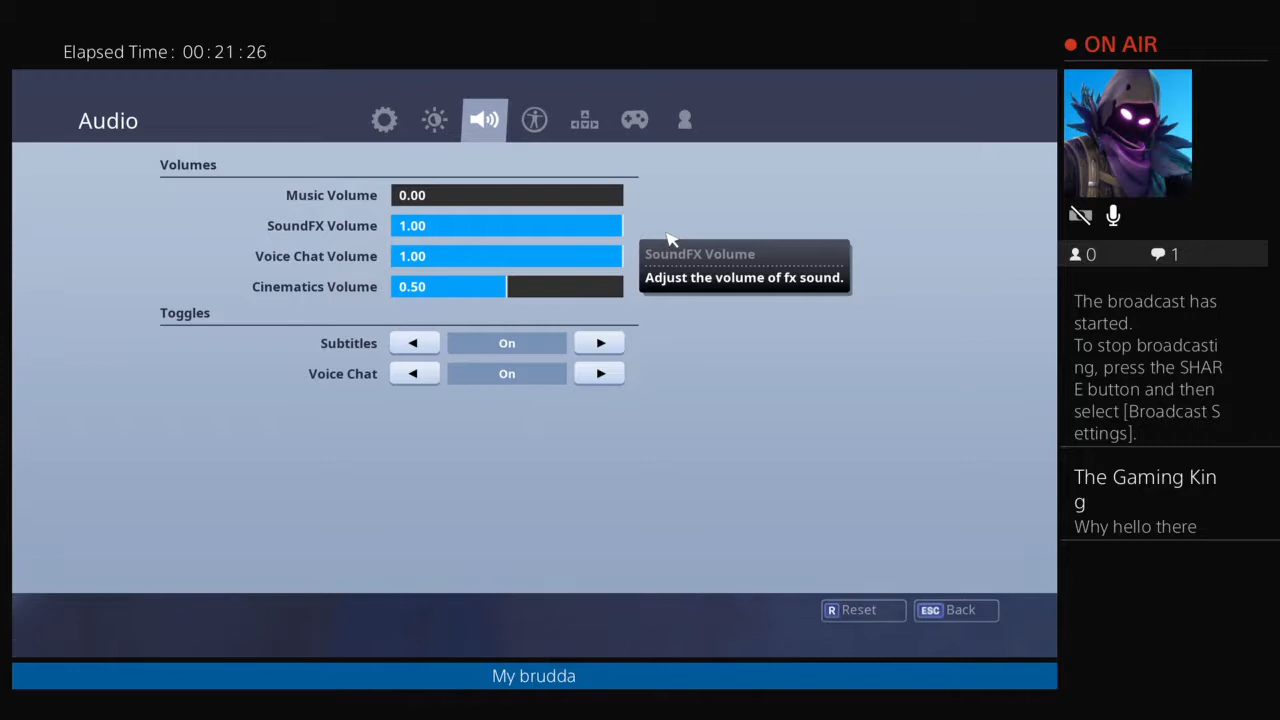 Elapsed Time: 00:21:26
ON AIR
Audio
Volumes
Music Volume 0.00
SoundFX Volume 1.00
Voice Chat Volume 1.00
Cinematics Volume 0.50
SoundFX Volume
Adjust the volume of fx sound.
Toggles
Subtitles On
Voice Chat On
R Reset
ESC Back
My brudda
0 1
The broadcast has
started.
To stop broadcasti
ng, press the SHAR
E button and then
select [Broadcast S
ettings].
The Gaming Kin
g
Why hello there